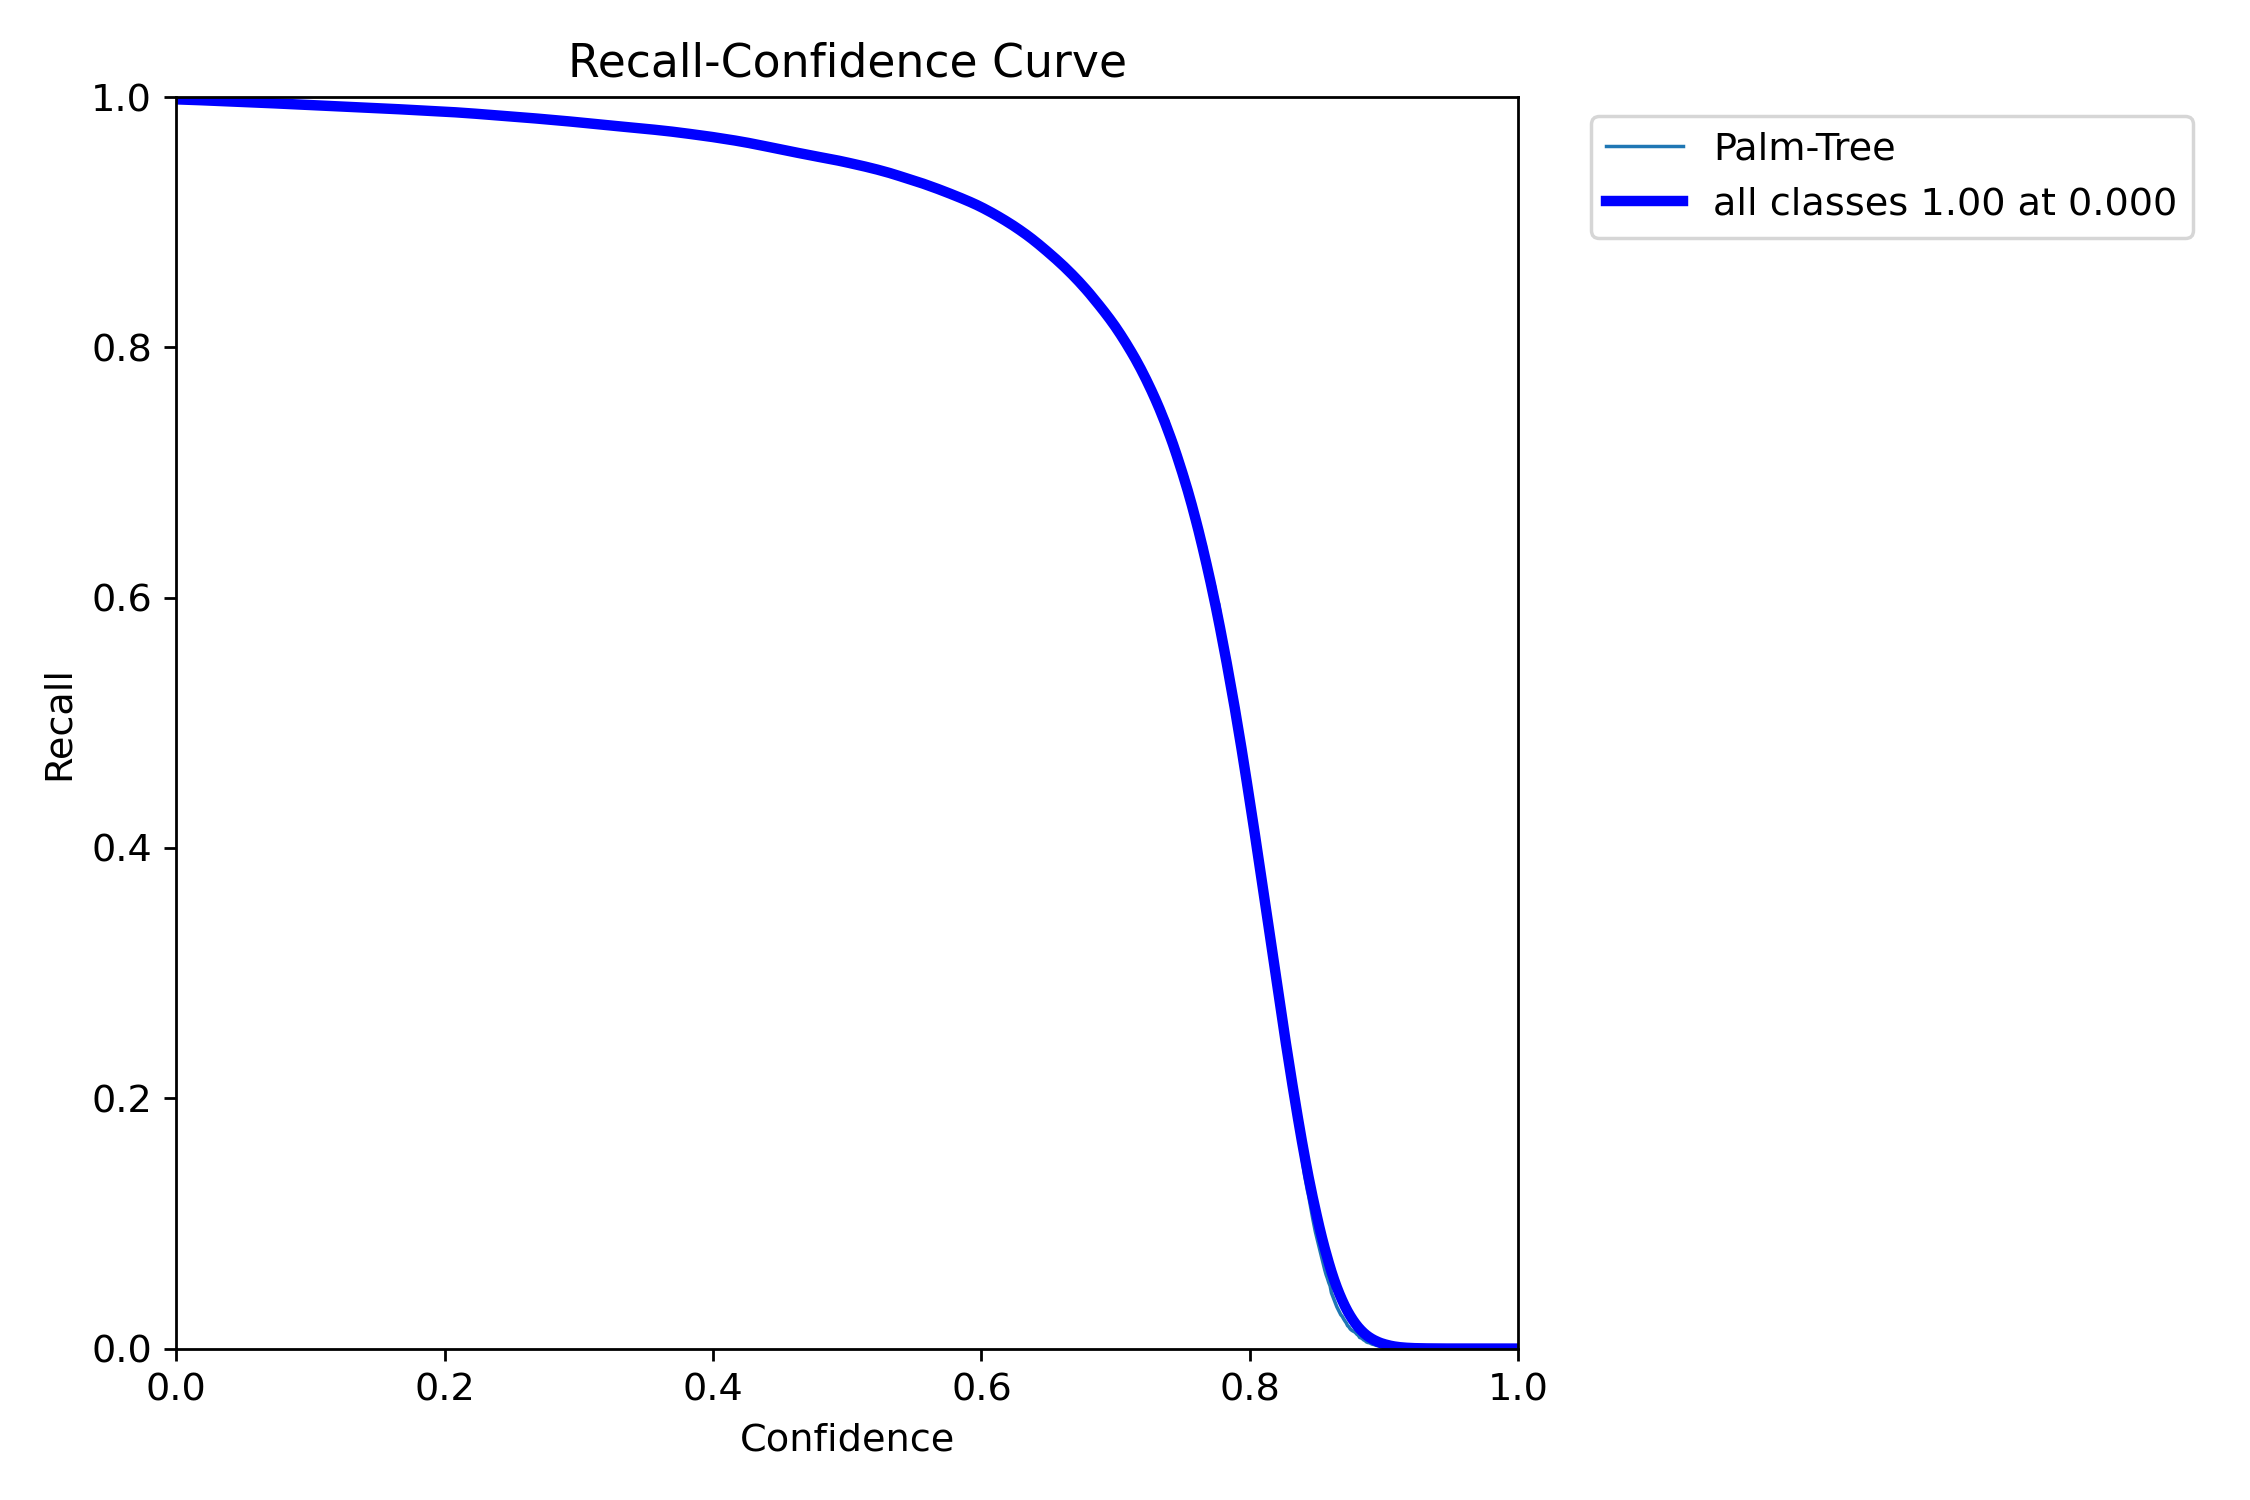 Recall-Confidence Curve
1.0
0.8
0.6
0.4
0.2
0.0
Recall
0.0 0.2 0.4 0.6 0.8 1.0
Confidence
Palm-Tree
all classes 1.00 at 0.000